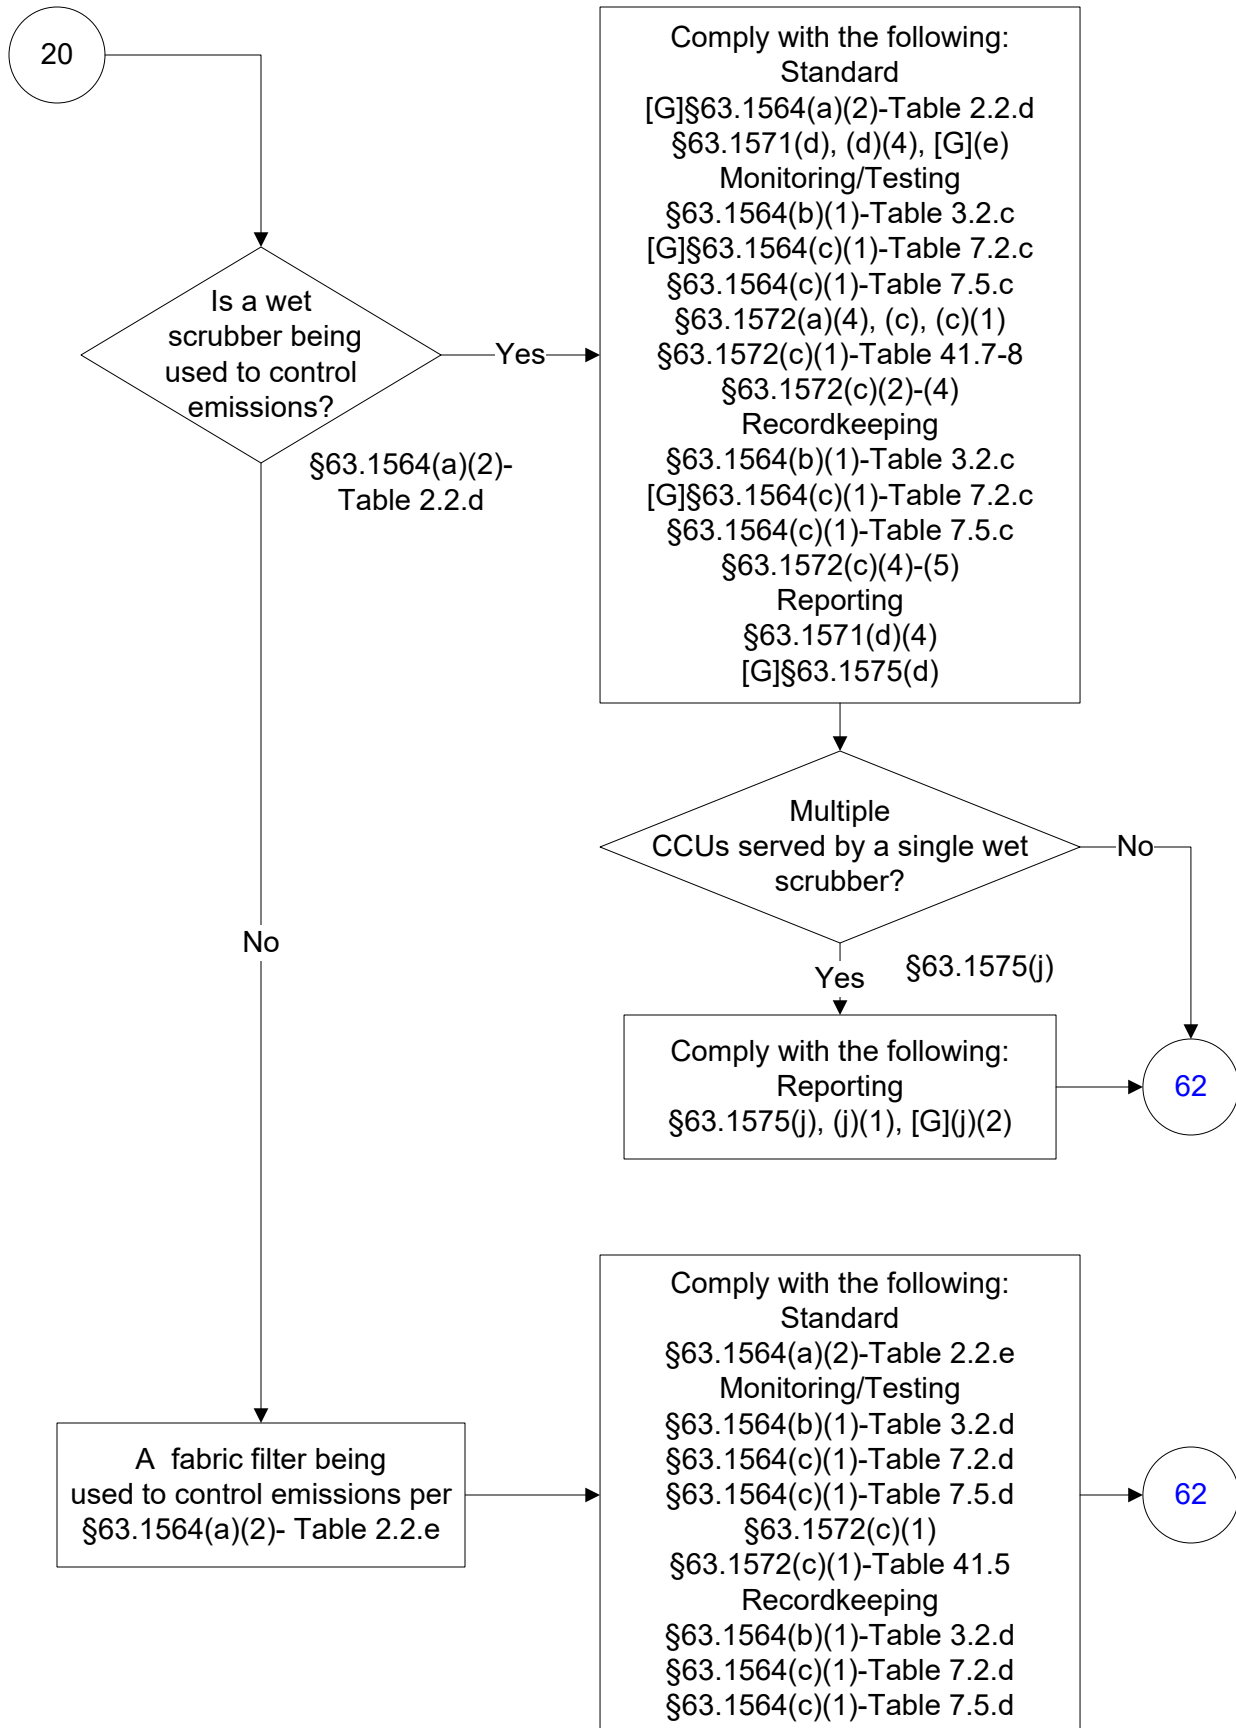 20
Comply with the following:
Standard
[G]§63.1564(a)(2)-Table 2.2.d
§63.1571(d), (d)(4), [G](e)
Monitoring/Testing
§63.1564(b)(1)-Table 3.2.c
[G]§63.1564(c)(1)-Table 7.2.c
§63.1564(c)(1)-Table 7.5.c
§63.1572(a)(4), (c), (c)(1)
§63.1572(c)(1)-Table 41.7-8
§63.1572(c)(2)-(4)
Recordkeeping
§63.1564(b)(1)-Table 3.2.c
[G]§63.1564(c)(1)-Table 7.2.c
§63.1564(c)(1)-Table 7.5.c
§63.1572(c)(4)-(5)
Reporting
§63.1571(d)(4)
[G]§63.1575(d)
Is a wet
scrubber being
used to control
emissions?
Yes
§63.1564(a)(2)-
Table 2.2.d
Multiple
CCUs served by a single wet
scrubber?
No
No
Yes
§63.1575(j)
Comply with the following:
Reporting
§63.1575(j), (j)(1), [G](j)(2)
62
A fabric filter being
used to control emissions per
§63.1564(a)(2)- Table 2.2.e
Comply with the following:
Standard
§63.1564(a)(2)-Table 2.2.e
Monitoring/Testing
§63.1564(b)(1)-Table 3.2.d
§63.1564(c)(1)-Table 7.2.d
§63.1564(c)(1)-Table 7.5.d
§63.1572(c)(1)
§63.1572(c)(1)-Table 41.5
Recordkeeping
§63.1564(b)(1)-Table 3.2.d
§63.1564(c)(1)-Table 7.2.d
§63.1564(c)(1)-Table 7.5.d
62